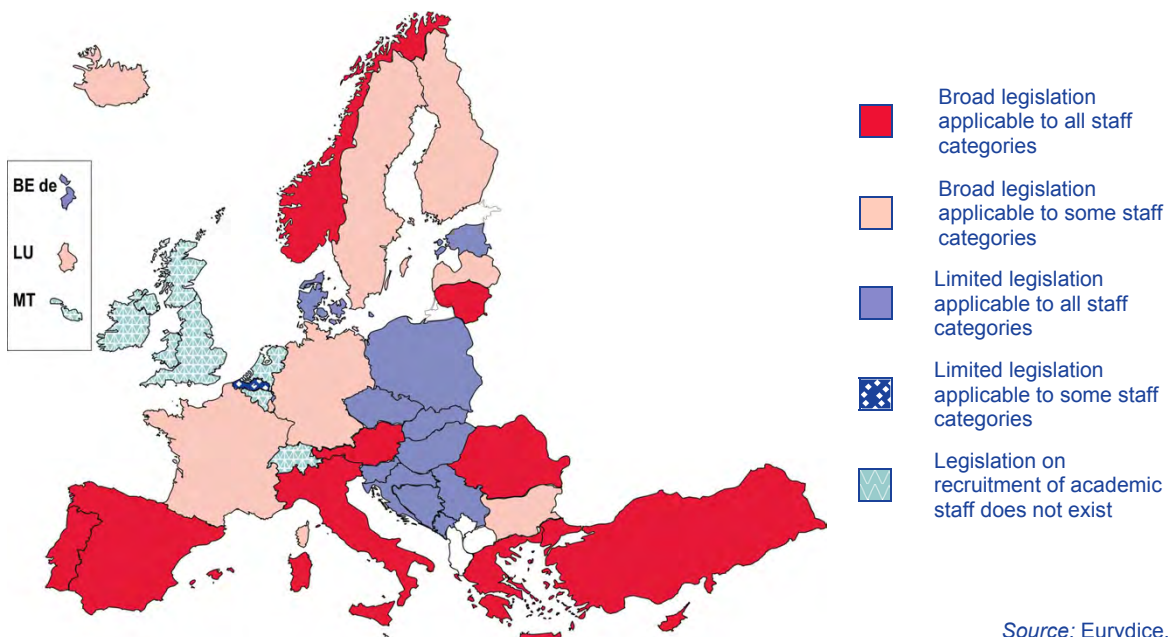 BE de
LU
MT
Broad legislation
applicable to all staff
categories
Broad legislation
applicable to some staff
categories
Limited legislation
applicable to all staff
categories
Limited legislation
applicable to some staff
categories
Legislation on
recruitment of academic
staff does not exist
Source: Eurydice.